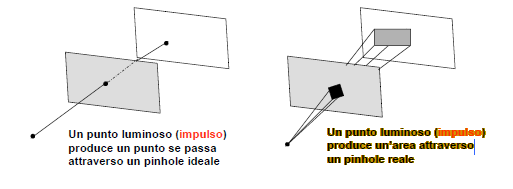 Un punto luminoso (impulso)
produce un punto se passa
attraverso un pinhole ideale
Un punto luminoso (impulso)
produce un'area attraverso
un pinhole reale